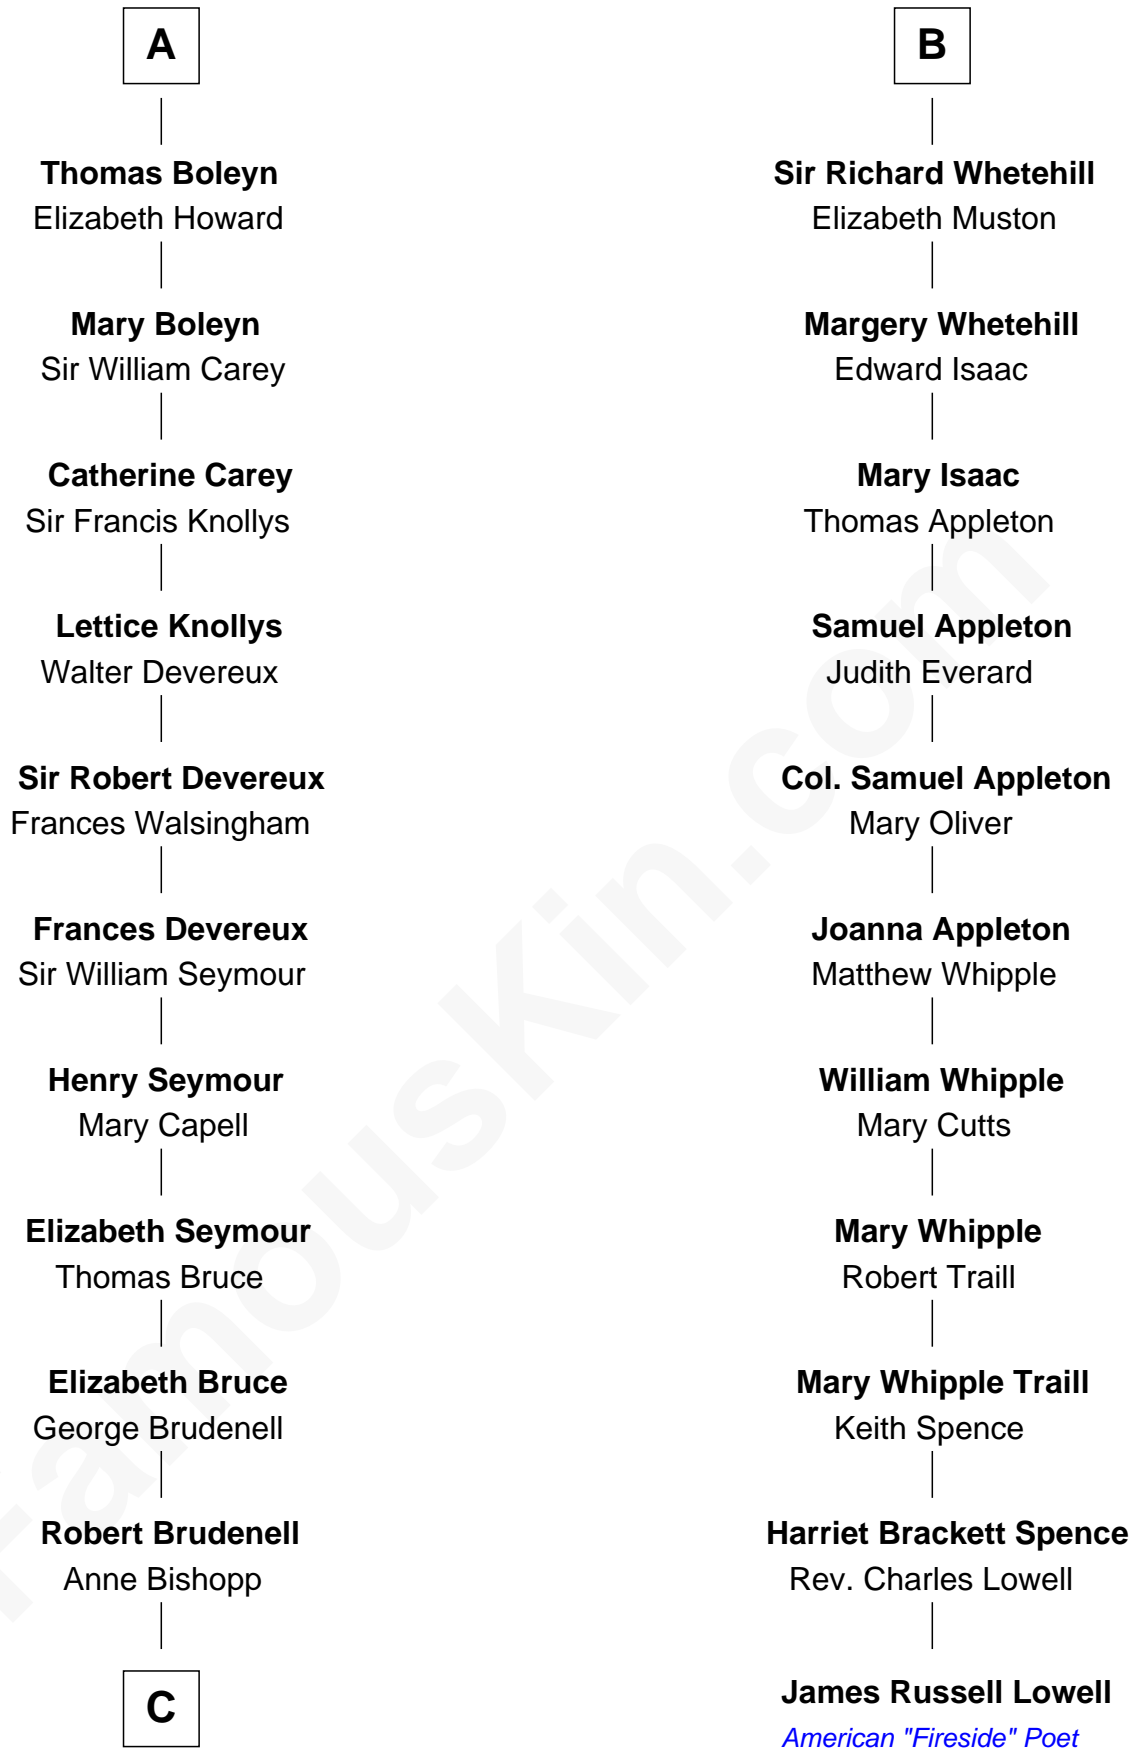 A
Thomas Boleyn
Elizabeth Howard
Mary Boleyn
Sir William Carey
Catherine Carey
Sir Francis Knollys
Lettice Knollys
Walter Devereux
Sir Robert Devereux
Frances Walsingham
Frances Devereux
Sir William Seymour
Henry Seymour
Mary Capell
Elizabeth Seymour
Thomas Bruce
Elizabeth Bruce
George Brudenell
Robert Brudenell
Anne Bishopp
C
B
Sir Richard Whetehill
Elizabeth Muston
Margery Whetehill
Edward Isaac
Mary Isaac
Thomas Appleton
Samuel Appleton
Judith Everard
Col. Samuel Appleton
Mary Oliver
Joanna Appleton
Matthew Whipple
William Whipple
Mary Cutts
Mary Whipple
Robert Traill
Mary Whipple Traill
Keith Spence
Harriet Brackett Spence
Rev. Charles Lowell
James Russell Lowell
American "Fireside" Poet
FamousKin.com